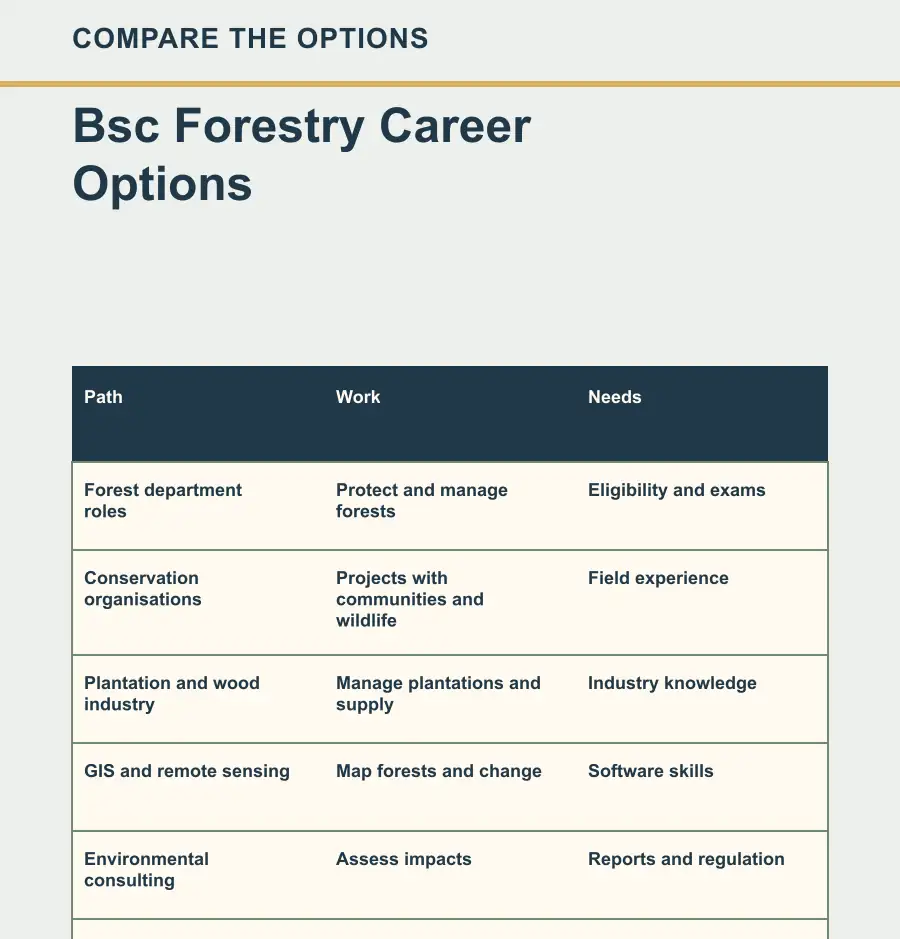 COMPARE THE OPTIONS
Bsc Forestry Career
Options
Path
Work
Needs
Forest department
roles
Protect and manage
forests
Eligibility and exams
Conservation
organisations
Projects with
communities and
wildlife
Field experience
Plantation and wood
industry
Manage plantations and
supply
Industry knowledge
GIS and remote sensing
Map forests and change
Software skills
Environmental
consulting
Assess impacts
Reports and regulation